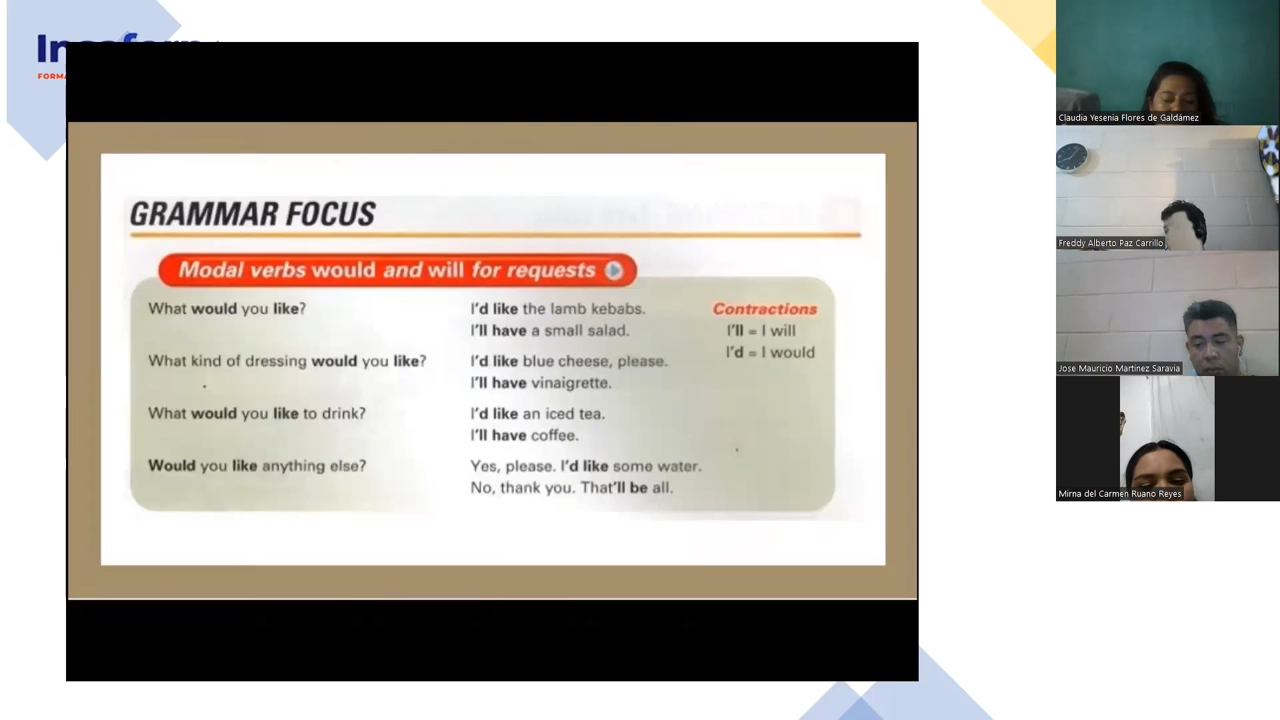 GRAMMAR FOCUS
Modal verbs would and will for requests
What would you like?
I'd like the lamb kebabs.
I'll have a small salad.
What kind of dressing would you like?
I'd like blue cheese, please.
I'll have vinaigrette.
What would you like to drink?
I'd like an iced tea.
I'll have coffee.
Would you like anything else?
Yes, please. I'd like some water.
No, thank you. That'll be all.
Contractions
I'll = I will
I'd = I would
Claudia Yesenia Flores de Galdámez
Freddy Alberto Paz Carrillo
Jose Mauricio Martinez Saravia
Mirna del Carmen Ruano Reyes